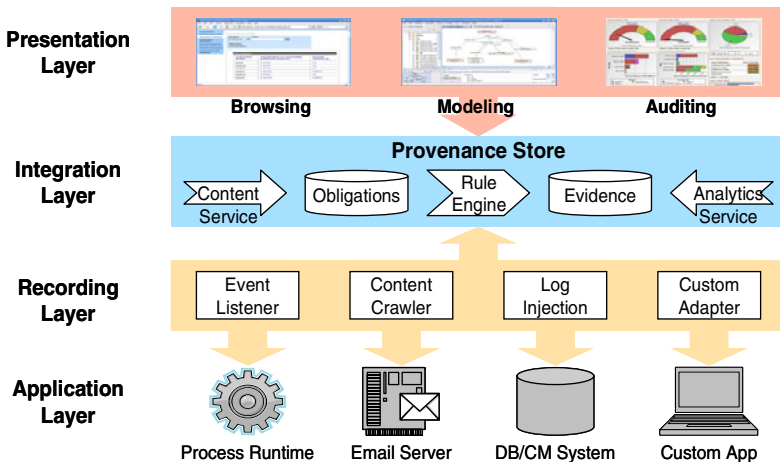 Presentation
Layer
Browsing
Modeling
Auditing
Integration
Layer
Provenance Store
Content
Service
Obligations
Rule
Engine
Evidence
Analytics
Service
Recording
Layer
Event
Listener
Content
Crawler
Log
Injection
Custom
Adapter
Application
Layer
Process Runtime
Email Server
DB/CM System
Custom App